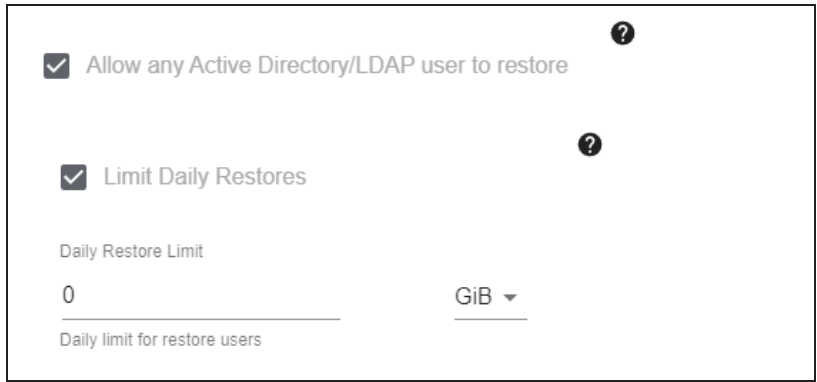 ?
Allow any Active Directory/LDAP user to restore
?
Limit Daily Restores
Daily Restore Limit
0 GiB
Daily limit for restore users